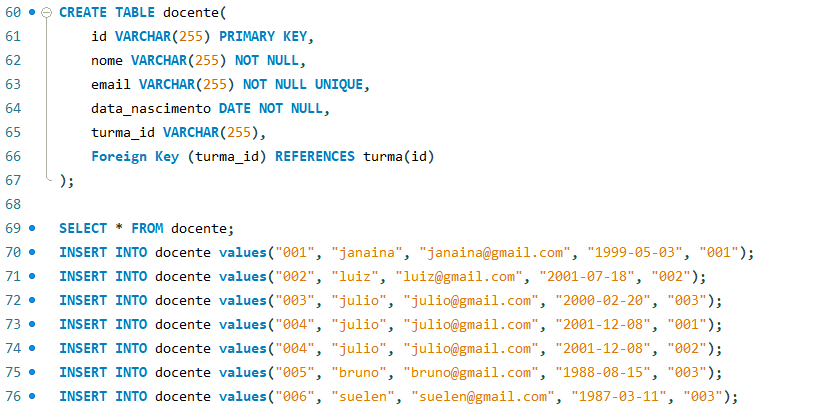 60 CREATE TABLE docente(
61 id VARCHAR(255) PRIMARY KEY,
62 nome VARCHAR(255) NOT NULL,
63 email VARCHAR(255) NOT NULL UNIQUE,
64 data_nascimento DATE NOT NULL,
65 turma_id VARCHAR(255),
66 Foreign Key (turma_id) REFERENCES turma(id)
67 );
68
69 SELECT * FROM docente;
70 INSERT INTO docente values("001", "janaina", "janaina@gmail.com", "1999-05-03", "001");
71 INSERT INTO docente values("002", "luiz", "luiz@gmail.com", "2001-07-18", "002");
72 INSERT INTO docente values("003", "julio", "julio@gmail.com", "2000-02-20", "003");
73 INSERT INTO docente values("004", "julio", "julio@gmail.com", "2001-12-08", "001");
74 INSERT INTO docente values("004", "julio", "julio@gmail.com", "2001-12-08", "002");
75 INSERT INTO docente values("005", "bruno", "bruno@gmail.com", "1988-08-15", "003");
76 INSERT INTO docente values("006", "suelen", "suelen@gmail.com", "1987-03-11", "003");